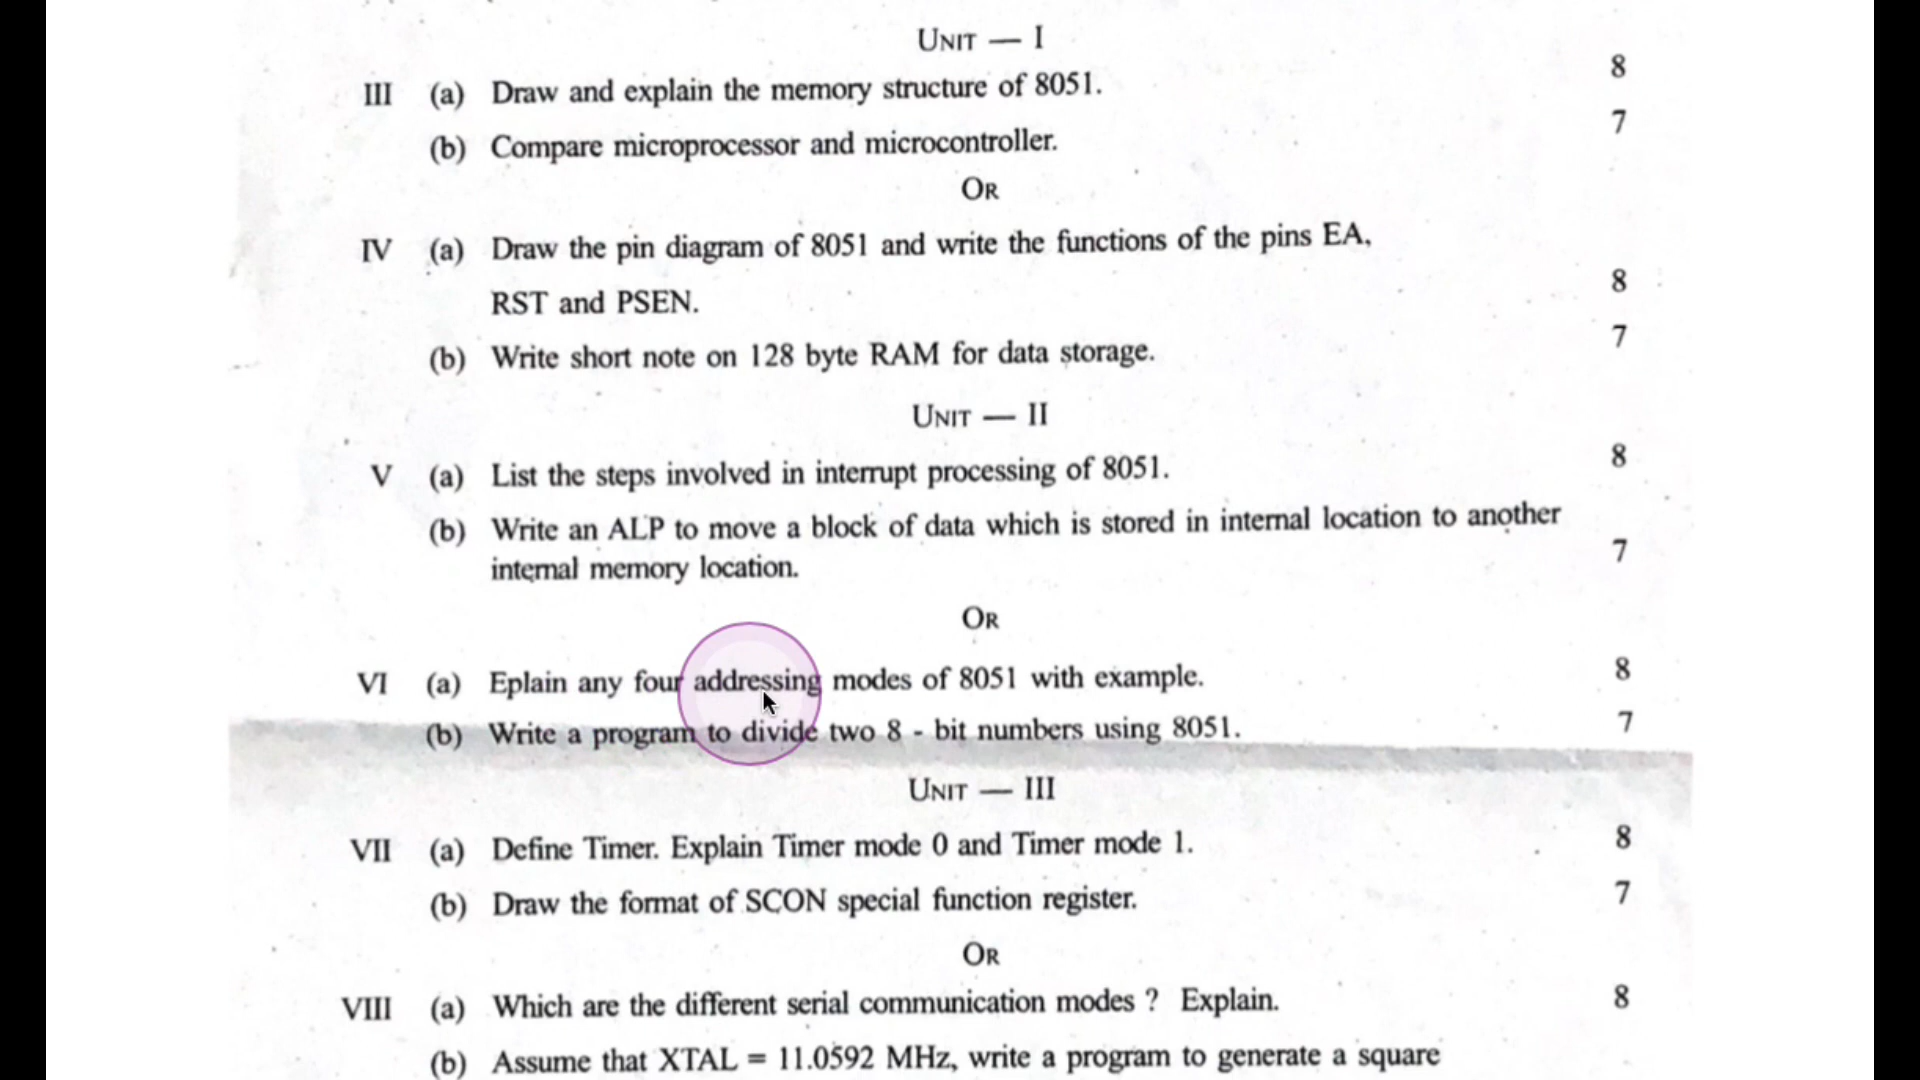 UNIT — I
III (a) Draw and explain the memory structure of 8051. 8
(b) Compare microprocessor and microcontroller. 7
OR
IV (a) Draw the pin diagram of 8051 and write the functions of the pins EA,
RST and PSEN. 8
(b) Write short note on 128 byte RAM for data storage. 7
UNIT — II
V (a) List the steps involved in interrupt processing of 8051. 8
(b) Write an ALP to move a block of data which is stored in internal location to another
internal memory location. 7
OR
VI (a) Eplain any four addressing modes of 8051 with example. 8
(b) Write a program to divide two 8 - bit numbers using 8051. 7
UNIT — III
VII (a) Define Timer. Explain Timer mode 0 and Timer mode 1. 8
(b) Draw the format of SCON special function register. 7
OR
VIII (a) Which are the different serial communication modes ? Explain. 8
(b) Assume that XTAL = 11.0592 MHz, write a program to generate a square